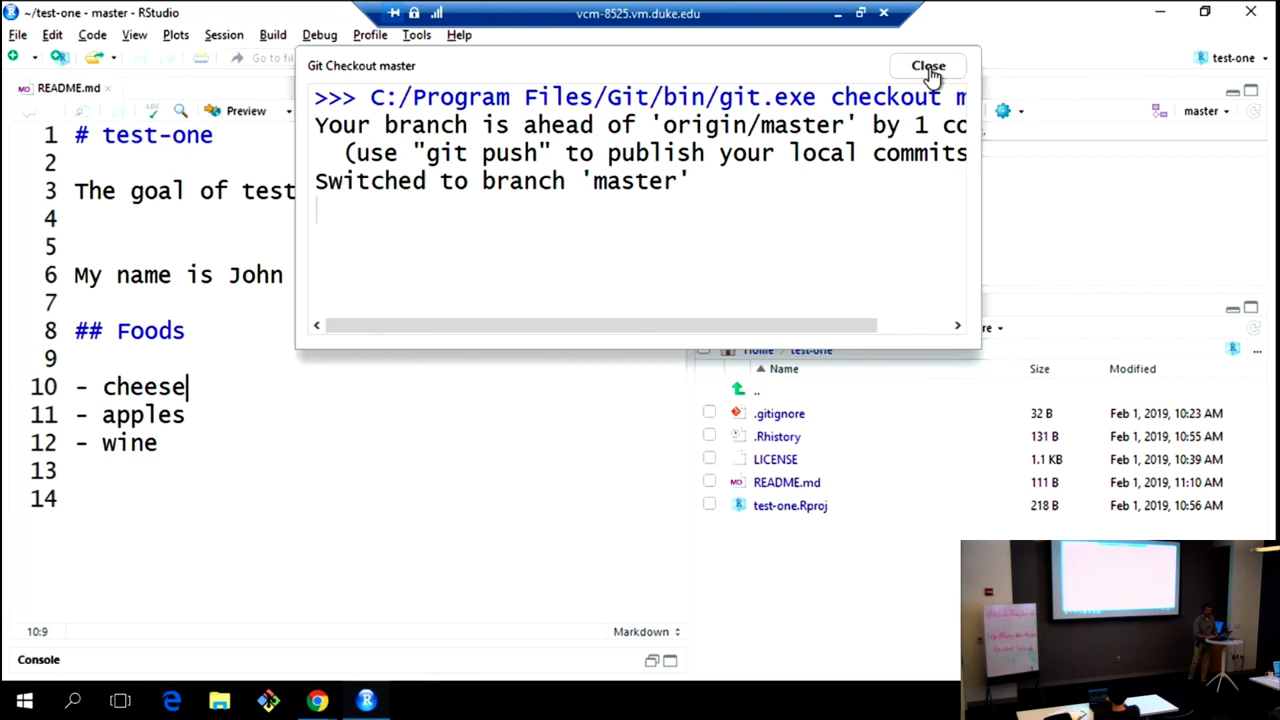 ~/test-one - master - RStudio
vcm-8525.vm.duke.edu
File Edit Code View Plots Session Build Debug Profile Tools Help
Go to fil
test-one
README.md
Preview
master
Git Checkout master
Close
>>> C:/Program Files/Git/bin/git.exe checkout m
Your branch is ahead of 'origin/master' by 1 co
(use "git push" to publish your local commits
Switched to branch 'master'
1 # test-one
2
3 The goal of test
4
5
6 My name is John
7
8 ## Foods
9
10 - cheese
11 - apples
12 - wine
13
14
10:9
Markdown
Console
re
Home test-one
Name Size Modified
..
.gitignore 32 B Feb 1, 2019, 10:23 AM
.Rhistory 131 B Feb 1, 2019, 10:55 AM
LICENSE 1.1 KB Feb 1, 2019, 10:39 AM
README.md 111 B Feb 1, 2019, 11:10 AM
test-one.Rproj 218 B Feb 1, 2019, 10:56 AM